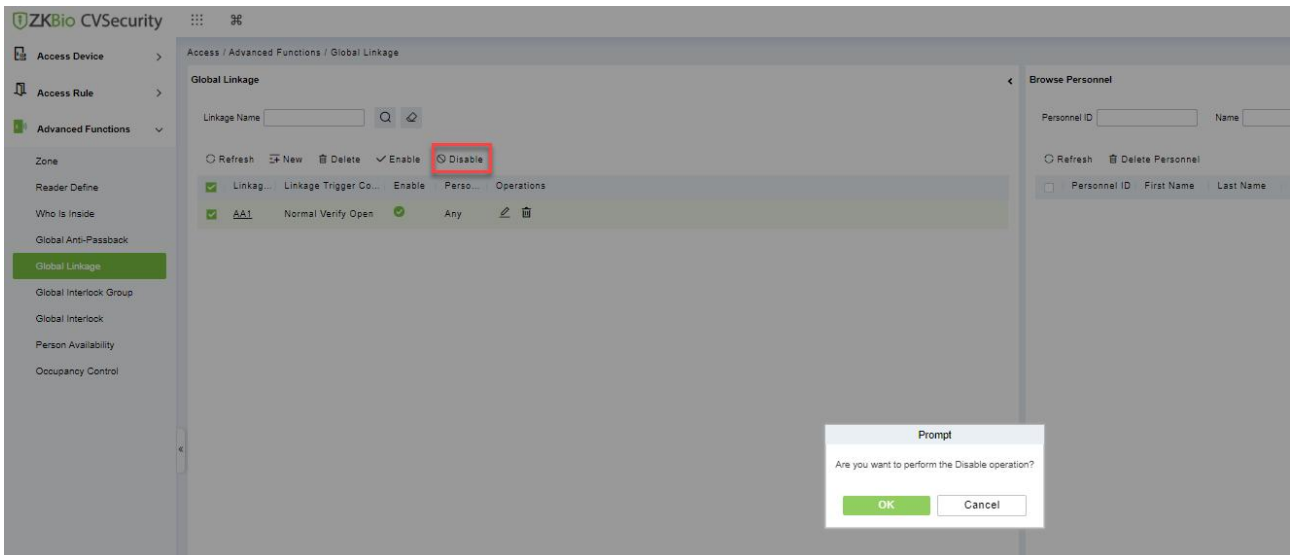 ZKBio CVSecurity
Access Device
Access Rule
Advanced Functions
Zone
Reader Define
Who Is Inside
Global Anti-Passback
Global Linkage
Global Interlock Group
Global Interlock
Person Availability
Occupancy Control
Access / Advanced Functions / Global Linkage
Global Linkage
Linkage Name
Refresh New Delete Enable Disable
Linkag... Linkage Trigger Co... Enable Perso... Operations
AA1 Normal Verify Open Any
Browse Personnel
Personnel ID Name
Refresh Delete Personnel
Personnel ID First Name Last Name
Prompt
Are you want to perform the Disable operation?
OK Cancel